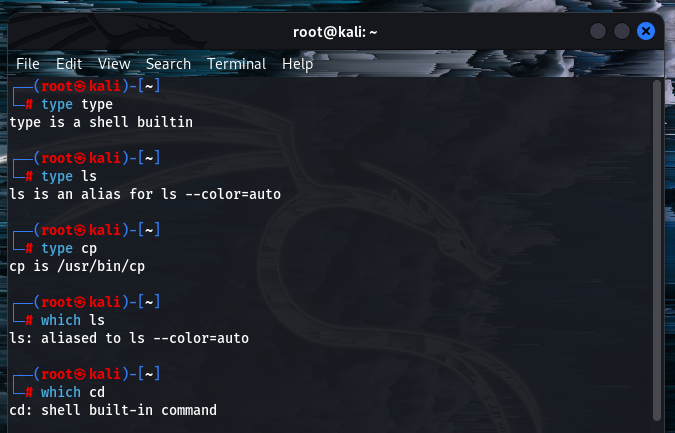 root@kali: ~
File Edit View Search Terminal Help
┌──(root㉿kali)-[~]
└─# type type
type is a shell builtin
┌──(root㉿kali)-[~]
└─# type ls
ls is an alias for ls --color=auto
┌──(root㉿kali)-[~]
└─# type cp
cp is /usr/bin/cp
┌──(root㉿kali)-[~]
└─# which ls
ls: aliased to ls --color=auto
┌──(root㉿kali)-[~]
└─# which cd
cd: shell built-in command